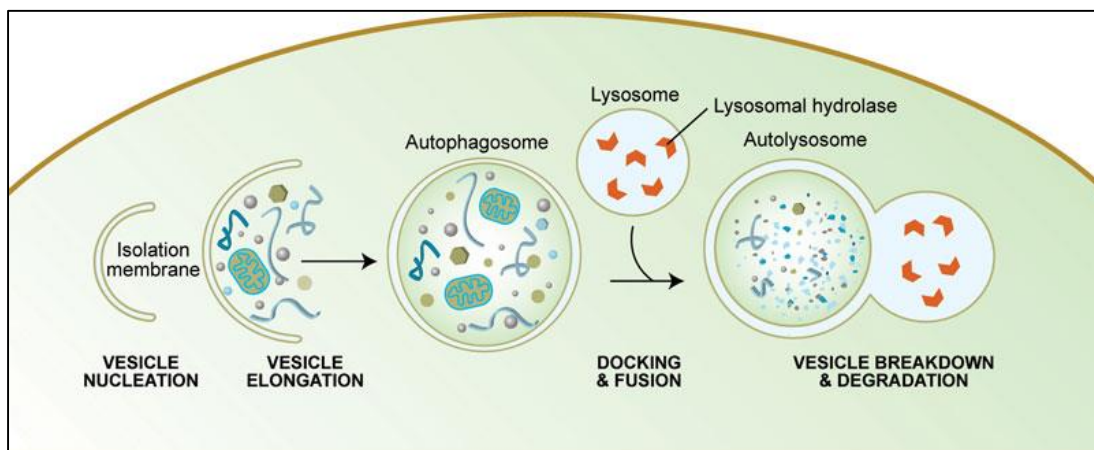 Lysosome
Lysosomal hydrolase
Autophagosome
Autolysosome
Isolation
membrane
VESICLE
NUCLEATION
VESICLE
ELONGATION
DOCKING
& FUSION
VESICLE BREAKDOWN
& DEGRADATION